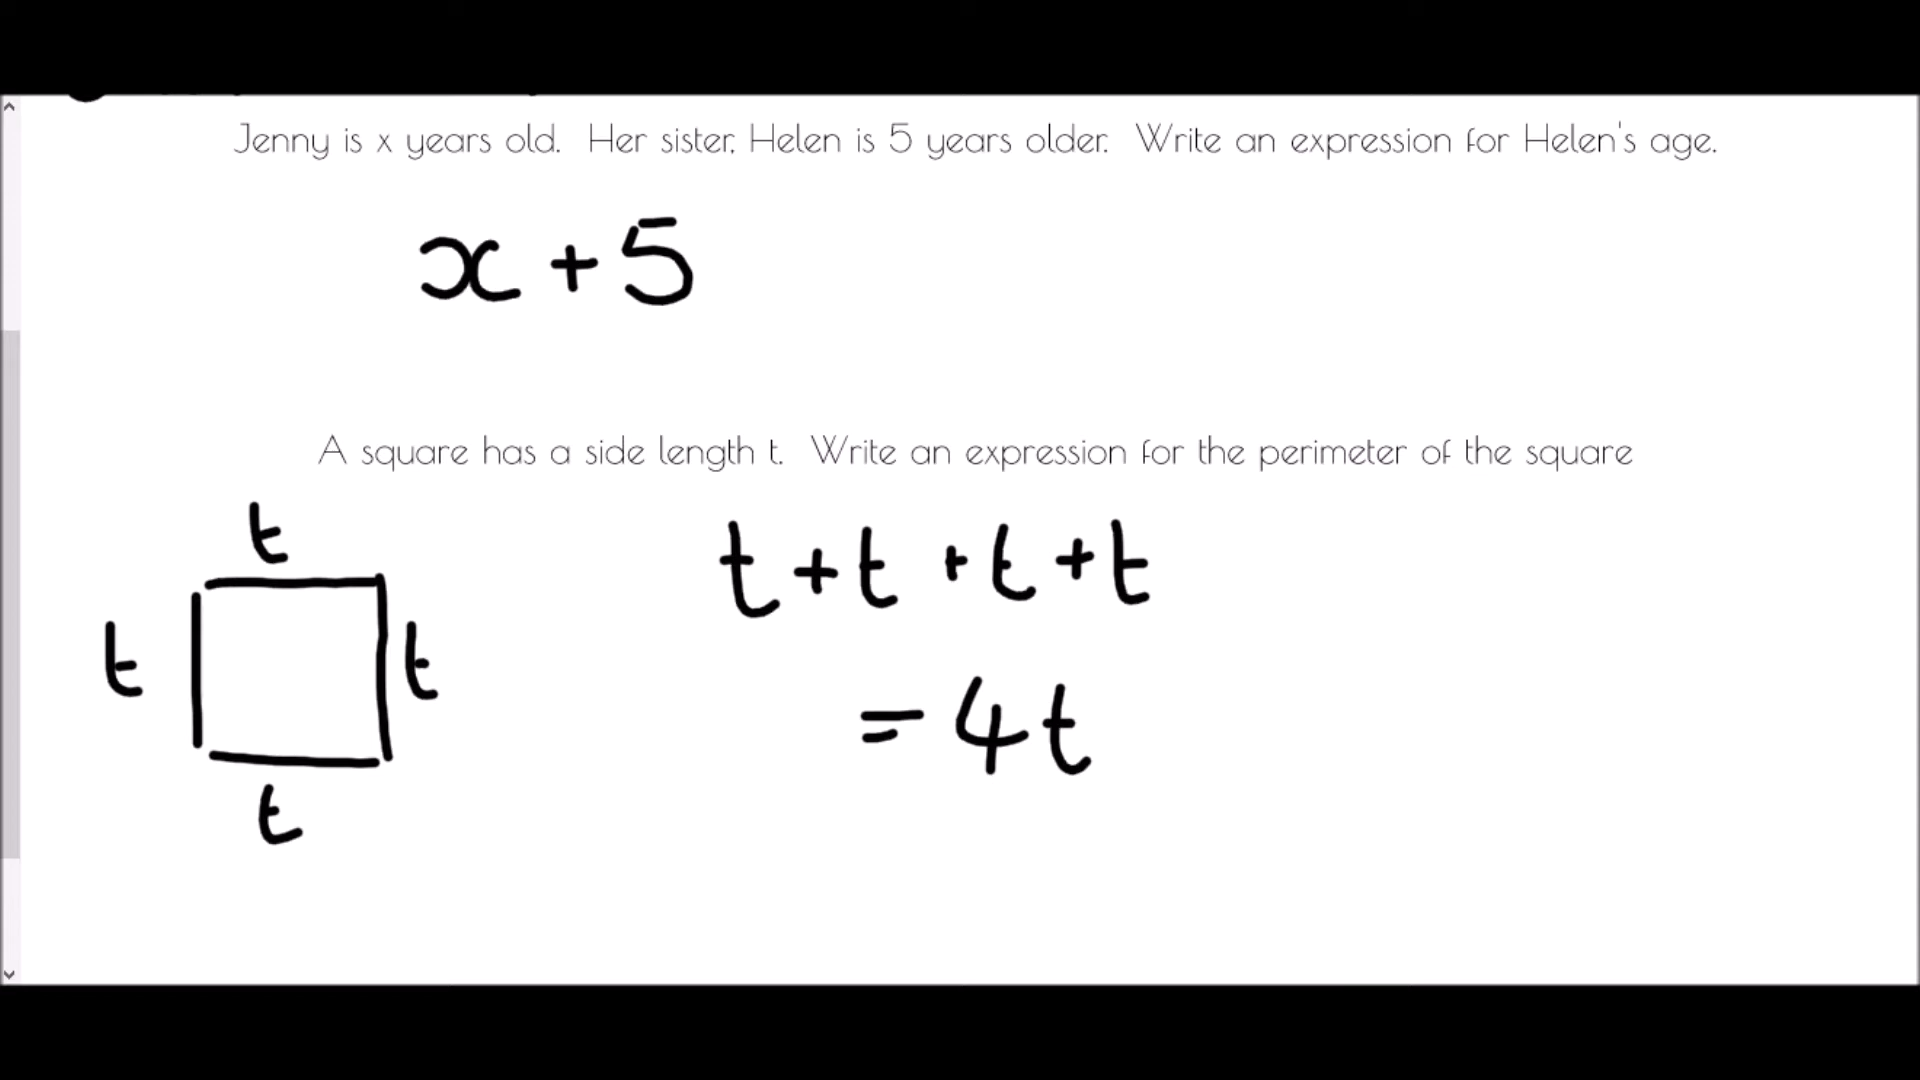 Jenny is x years old. Her sister, Helen is 5 years older. Write an expression for Helen's age.
x + 5
A square has a side length t. Write an expression for the perimeter of the square
t
t + t + t + t
t
t
= 4t
t